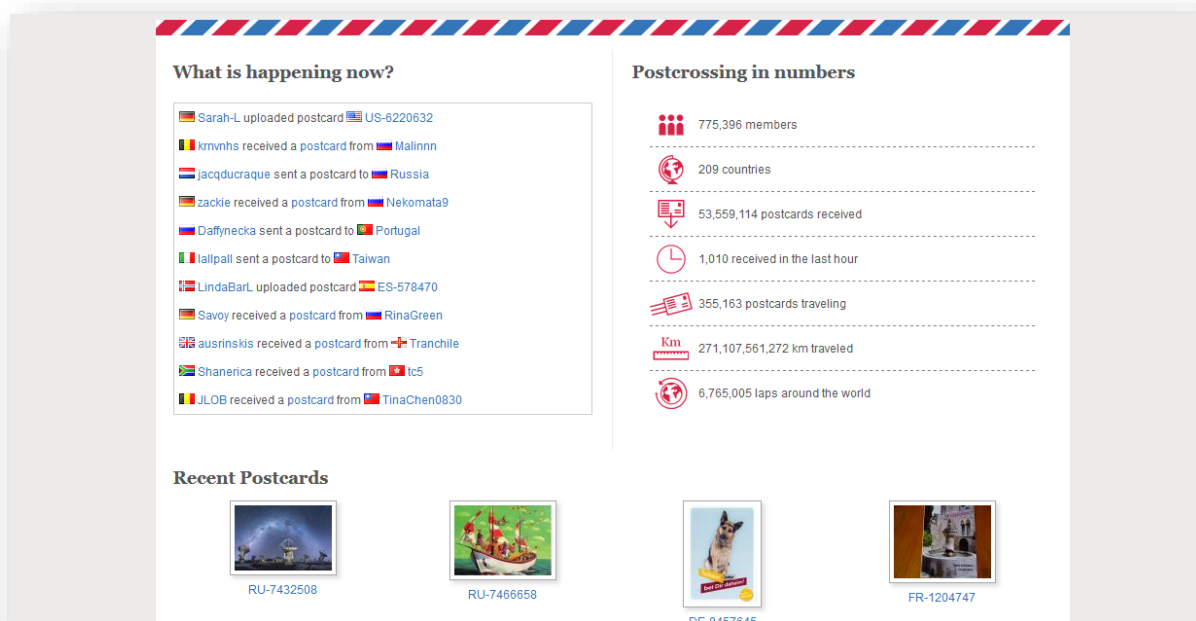 What is happening now?
Sarah-L uploaded postcard US-6220632
krnvnhs received a postcard from Malinnn
jacqducraque sent a postcard to Russia
zackie received a postcard from Nekomata9
Daffynecka sent a postcard to Portugal
lallpall sent a postcard to Taiwan
LindaBarL uploaded postcard ES-578470
Savoy received a postcard from RinaGreen
ausrinskis received a postcard from Tranchile
Shanerica received a postcard from tc5
JLOB received a postcard from TinaChen0830
Postcrossing in numbers
775,396 members
209 countries
53,559,114 postcards received
1,010 received in the last hour
355,163 postcards traveling
Km
271,107,561,272 km traveled
6,765,005 laps around the world
Recent Postcards
bei Dir daheim!
RU-7432508
RU-7466658
FR-1204747
DE-8457645